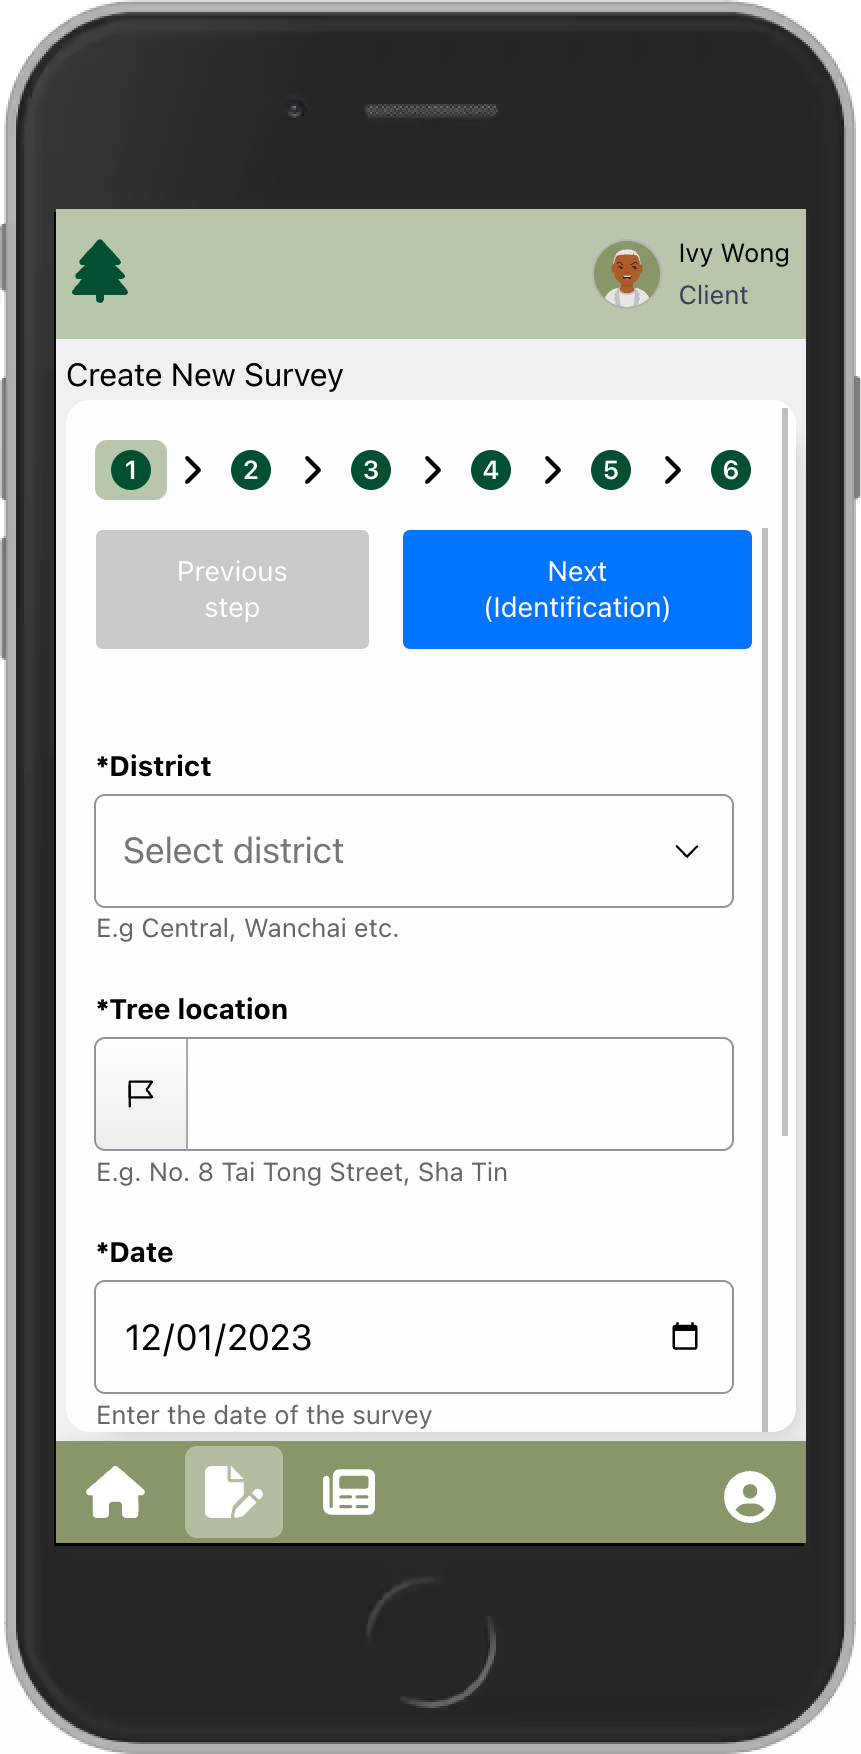 Ivy Wong
Client
Create New Survey
1 2 3 4 5 6
Previous
step
Next
(Identification)
*District
Select district
E.g Central, Wanchai etc.
*Tree location
E.g. No. 8 Tai Tong Street, Sha Tin
*Date
12/01/2023
Enter the date of the survey